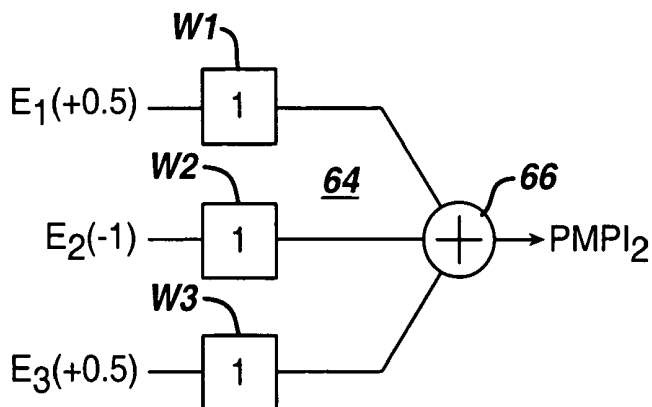 W1
E₁(+0.5)
1
W2
64
66
E₂(-1)
1
+
PMPI₂
W3
E₃(+0.5)
1